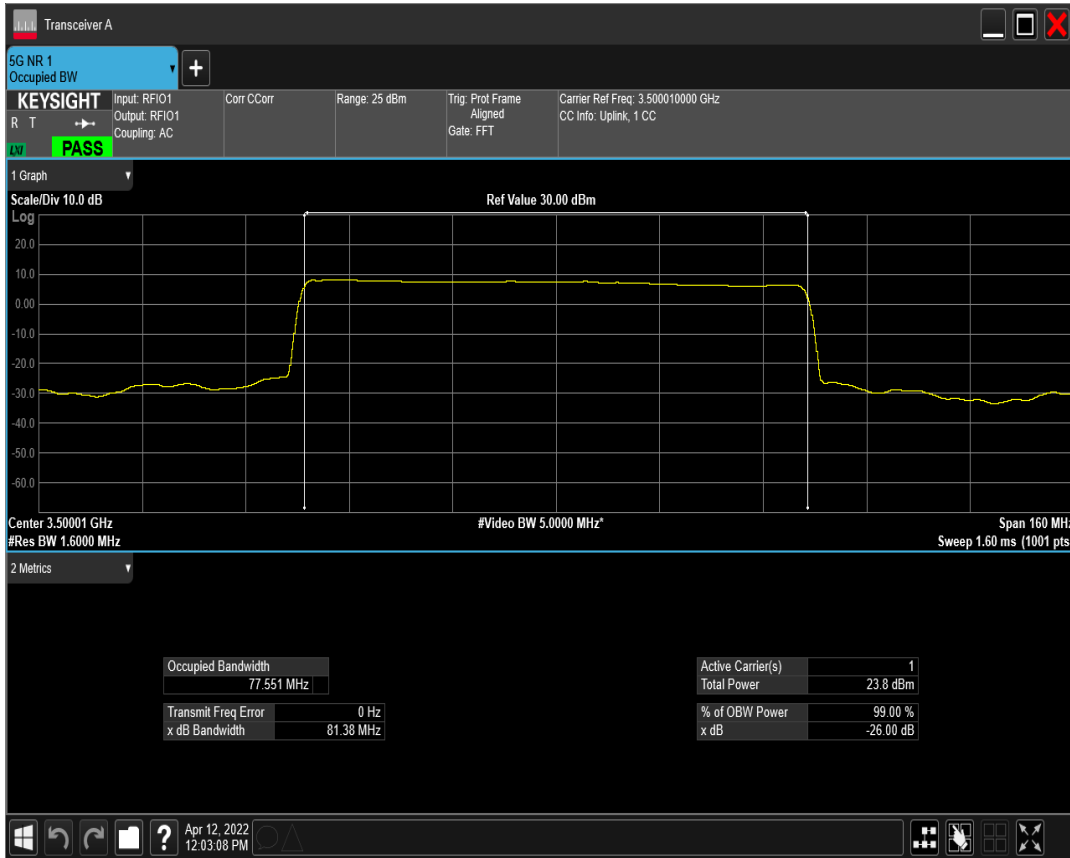 Transceiver A
5G NR 1
Occupied BW
KEYSIGHT
R T
LXI
PASS
Input: RFIO1
Output: RFIO1
Coupling: AC
Corr CCorr
Range: 25 dBm
Trig: Prot Frame
Aligned
Gate: FFT
Carrier Ref Freq: 3.500010000 GHz
CC Info: Uplink, 1 CC
1 Graph
Scale/Div 10.0 dB
Ref Value 30.00 dBm
Log
20.0
10.0
0.00
-10.0
-20.0
-30.0
-40.0
-50.0
-60.0
Center 3.50001 GHz
#Video BW 5.0000 MHz*
Span 160 MHz
#Res BW 1.6000 MHz
Sweep 1.60 ms (1001 pts
2 Metrics
Occupied Bandwidth
77.551 MHz
Transmit Freq Error 0 Hz
x dB Bandwidth 81.38 MHz
Active Carrier(s) 1
Total Power 23.8 dBm
% of OBW Power 99.00 %
x dB -26.00 dB
?
Apr 12, 2022
12:03:08 PM